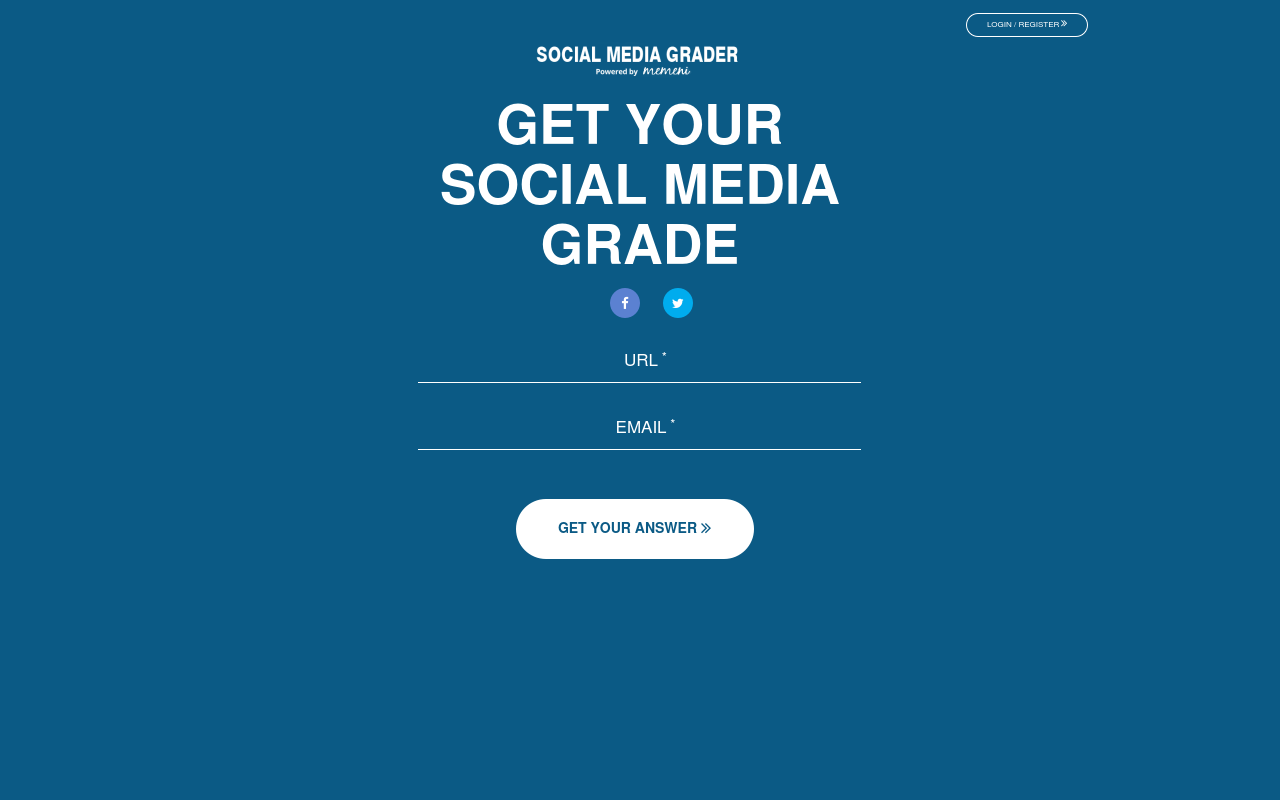 LOGIN / REGISTER »
SOCIAL MEDIA GRADER
Powered by memeni
GET YOUR
SOCIAL MEDIA
GRADE
URL *
EMAIL *
GET YOUR ANSWER »